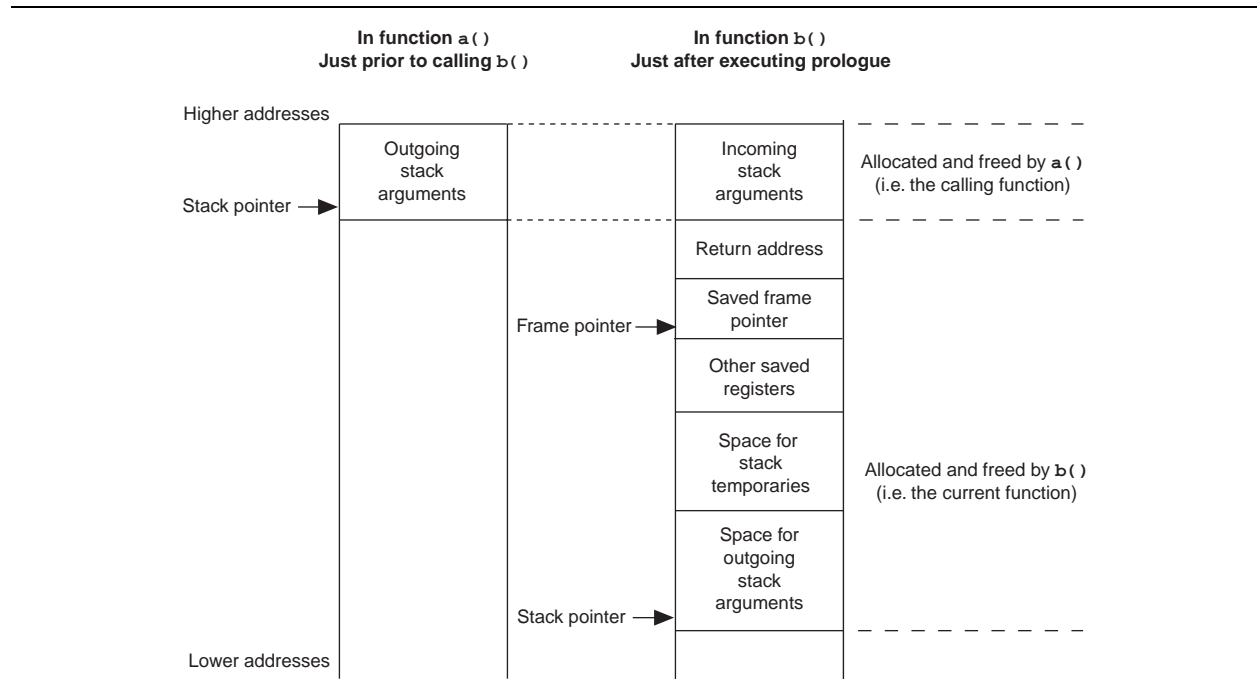 In function a()
Just prior to calling b()
In function b()
Just after executing prologue
Higher addresses
Outgoing
stack
arguments
Incoming
stack
arguments
Allocated and freed by a()
(i.e. the calling function)
Stack pointer
Return address
Saved frame
pointer
Frame pointer
Other saved
registers
Space for
stack
temporaries
Allocated and freed by b()
(i.e. the current function)
Space for
outgoing
stack
arguments
Stack pointer
Lower addresses